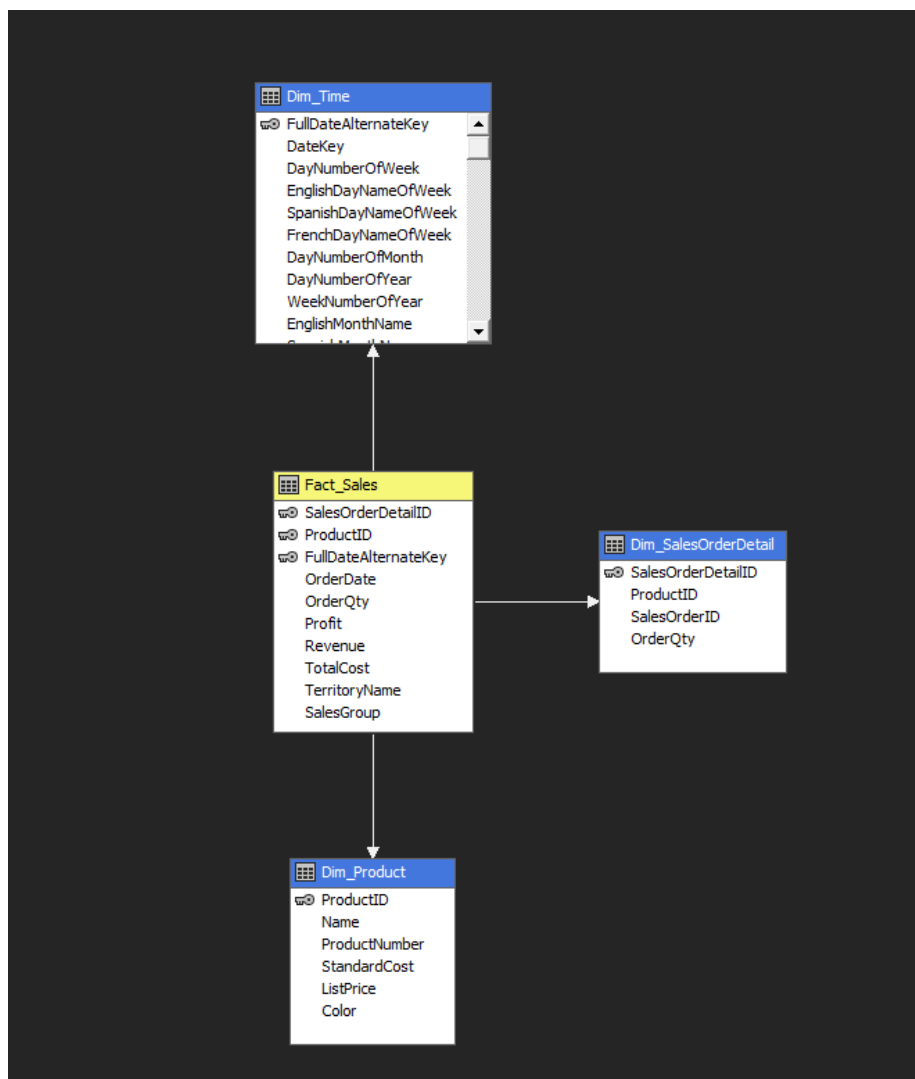 Dim_Time
FullDateAlternateKey
DateKey
DayNumberOfWeek
EnglishDayNameOfWeek
SpanishDayNameOfWeek
FrenchDayNameOfWeek
DayNumberOfMonth
DayNumberOfYear
WeekNumberOfYear
EnglishMonthName
Fact_Sales
SalesOrderDetailID
ProductID
FullDateAlternateKey
OrderDate
OrderQty
Profit
Revenue
TotalCost
TerritoryName
SalesGroup
Dim_SalesOrderDetail
SalesOrderDetailID
ProductID
SalesOrderID
OrderQty
Dim_Product
ProductID
Name
ProductNumber
StandardCost
ListPrice
Color